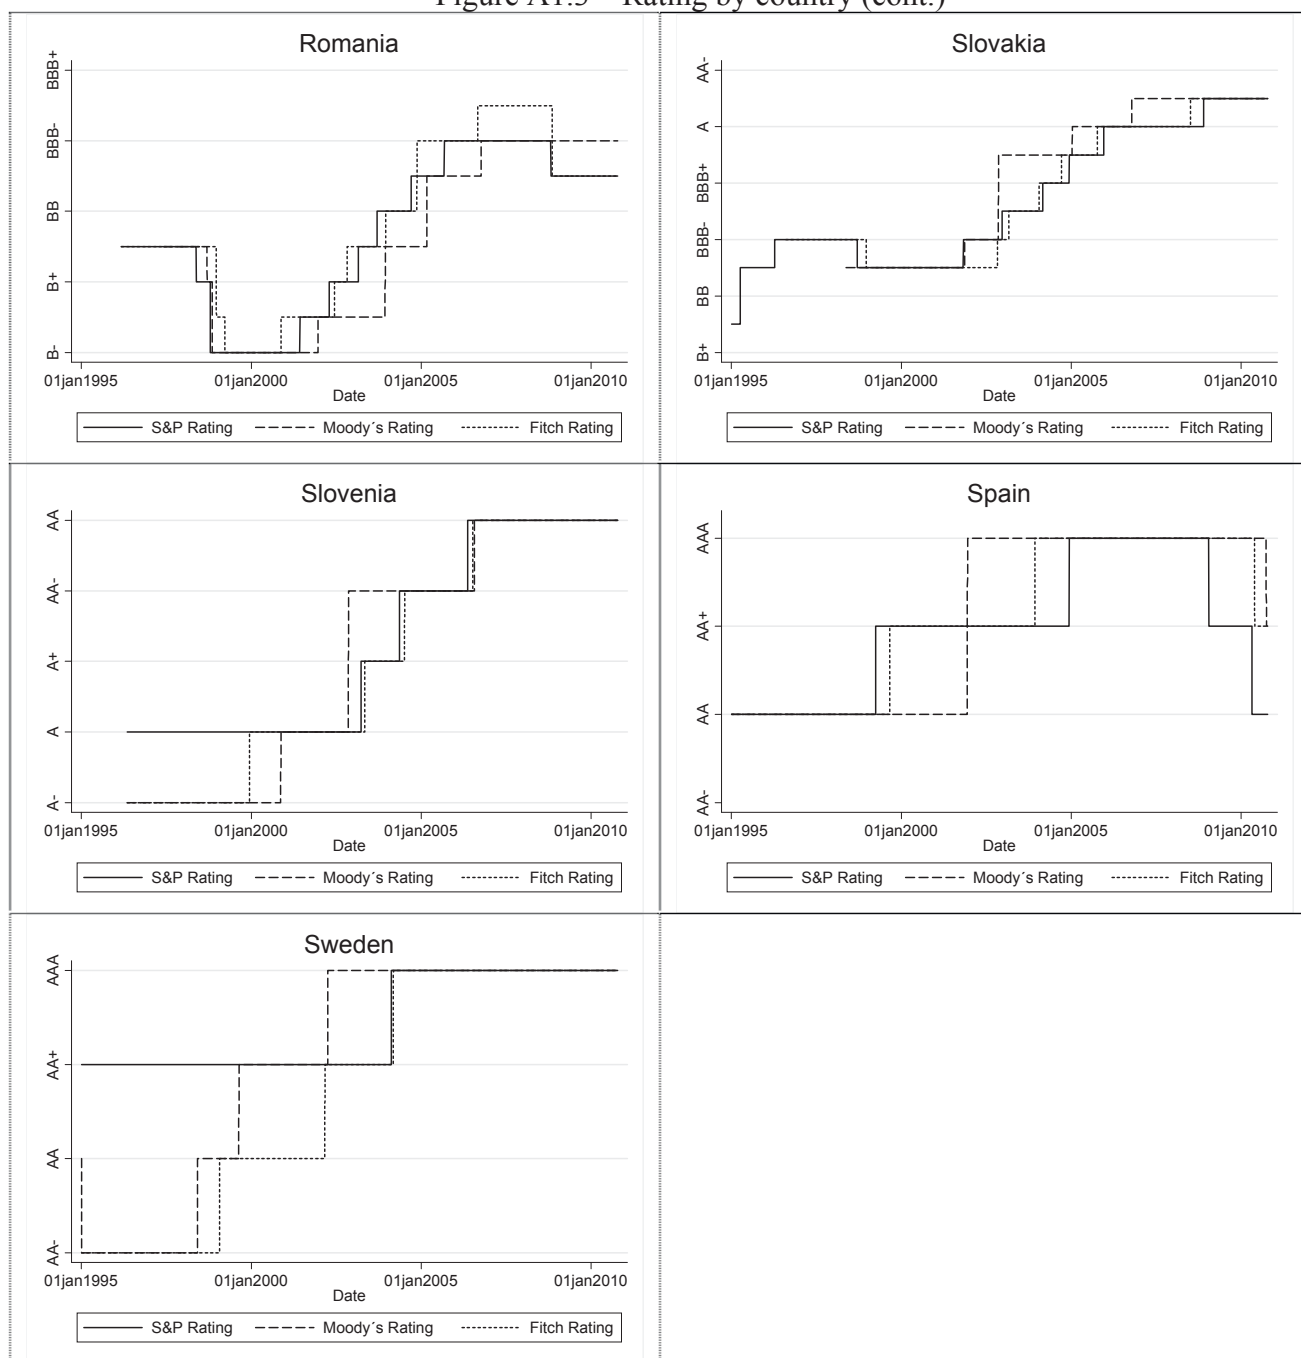 Figure A1.3 – Rating by country (cont.)
Romania
BBB+
BBB-
BB
B+
B-
01jan1995 01jan2000 01jan2005 01jan2010
Date
S&P Rating Moody´s Rating Fitch Rating
Slovakia
AA-
A
BBB+
BBB-
BB
B+
01jan1995 01jan2000 01jan2005 01jan2010
Date
S&P Rating Moody´s Rating Fitch Rating
Slovenia
AA
AA-
A+
A
A-
01jan1995 01jan2000 01jan2005 01jan2010
Date
S&P Rating Moody´s Rating Fitch Rating
Spain
AAA
AA+
AA
AA-
01jan1995 01jan2000 01jan2005 01jan2010
Date
S&P Rating Moody´s Rating Fitch Rating
Sweden
AAA
AA+
AA
AA-
01jan1995 01jan2000 01jan2005 01jan2010
Date
S&P Rating Moody´s Rating Fitch Rating